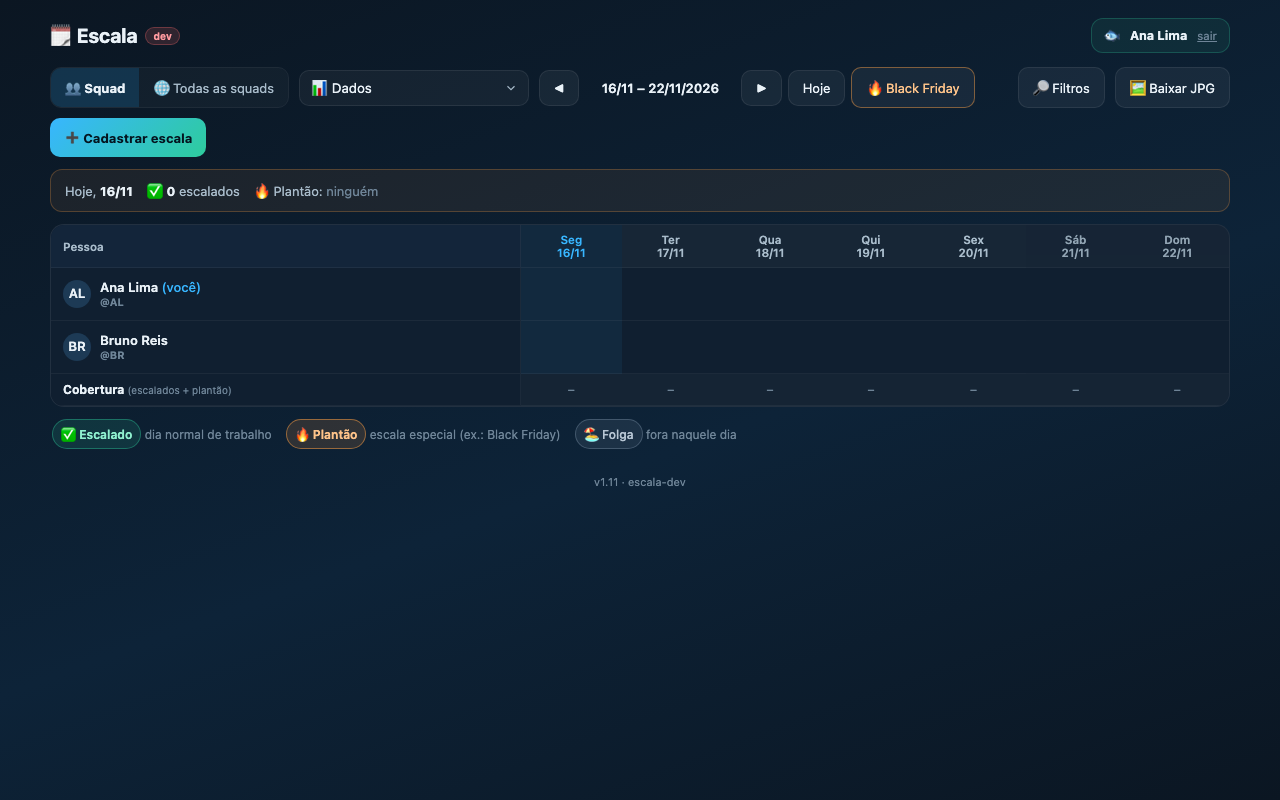 Escala dev
Ana Lima sair
Squad Todas as squads Dados 16/11 – 22/11/2026 Hoje Black Friday Filtros Baixar JPG
Cadastrar escala
Hoje, 16/11 0 escalados Plantão: ninguém
Pessoa Seg Ter Qua Qui Sex Sáb Dom
16/11 17/11 18/11 19/11 20/11 21/11 22/11
AL Ana Lima (você)
@AL
BR Bruno Reis
@BR
Cobertura (escalados + plantão) – – – – – – –
Escalado dia normal de trabalho Plantão escala especial (ex.: Black Friday) Folga fora naquele dia
v1.11 · escala-dev